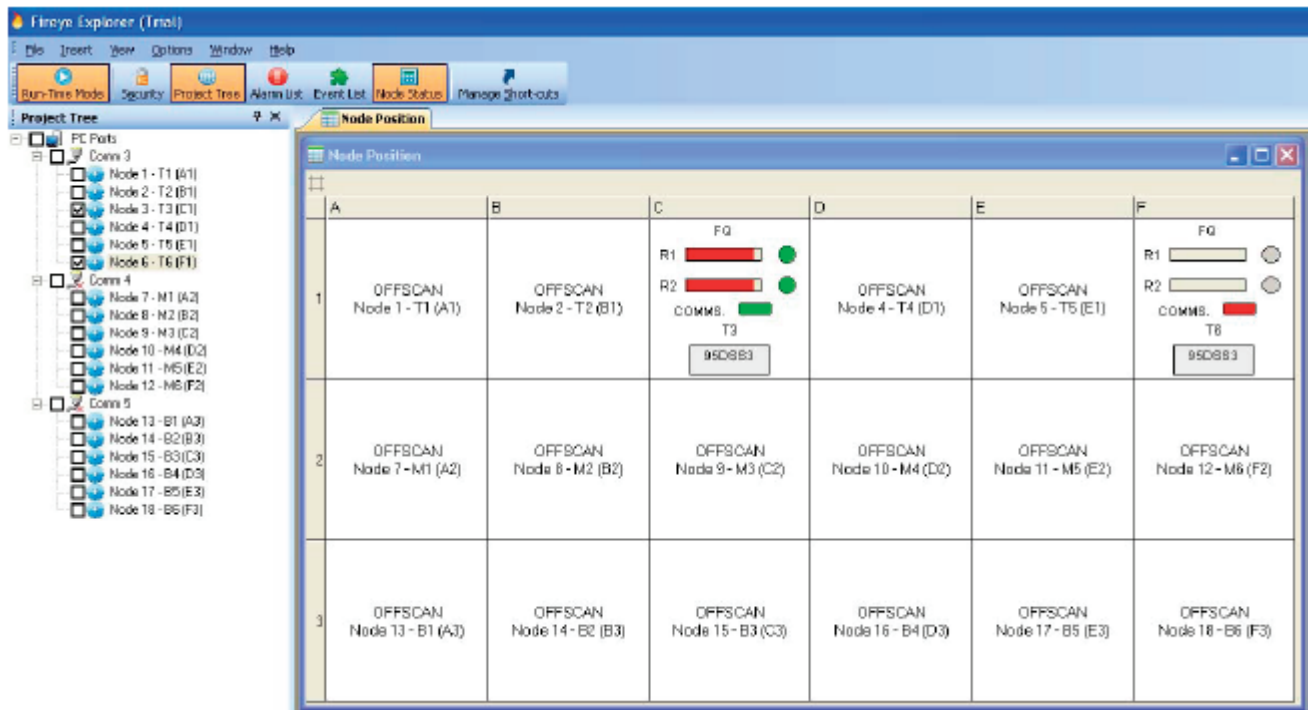 Fireye Explorer (Trial)
File Insert View Options Window Help
Run-Time Mode Security Project Tree Alarm List Event List Node Status Manage Short-cuts
Project Tree
PC Ports
Comm 3
Node 1 - T1 (A1)
Node 2 - T2 (B1)
Node 3 - T3 (C1)
Node 4 - T4 (D1)
Node 5 - T5 (E1)
Node 6 - T6 (F1)
Comm 4
Node 7 - M1 (A2)
Node 8 - M2 (B2)
Node 9 - M3 (C2)
Node 10 - M4 (D2)
Node 11 - M5 (E2)
Node 12 - M6 (F2)
Comm 5
Node 13 - B1 (A3)
Node 14 - B2 (B3)
Node 15 - B3 (C3)
Node 16 - B4 (D3)
Node 17 - B5 (E3)
Node 18 - B6 (F3)
Node Position
Node Position
A B C D E F
1
OFFSCAN
Node 1 - T1 (A1)
OFFSCAN
Node 2 - T2 (B1)
FQ
R1
R2
COMMS.
T3
95DSS3
OFFSCAN
Node 4 - T4 (D1)
OFFSCAN
Node 5 - T5 (E1)
FQ
R1
R2
COMMS.
T6
95DSS3
2
OFFSCAN
Node 7 - M1 (A2)
OFFSCAN
Node 8 - M2 (B2)
OFFSCAN
Node 9 - M3 (C2)
OFFSCAN
Node 10 - M4 (D2)
OFFSCAN
Node 11 - M5 (E2)
OFFSCAN
Node 12 - M6 (F2)
3
OFFSCAN
Node 13 - B1 (A3)
OFFSCAN
Node 14 - B2 (B3)
OFFSCAN
Node 15 - B3 (C3)
OFFSCAN
Node 16 - B4 (D3)
OFFSCAN
Node 17 - B5 (E3)
OFFSCAN
Node 18 - B6 (F3)